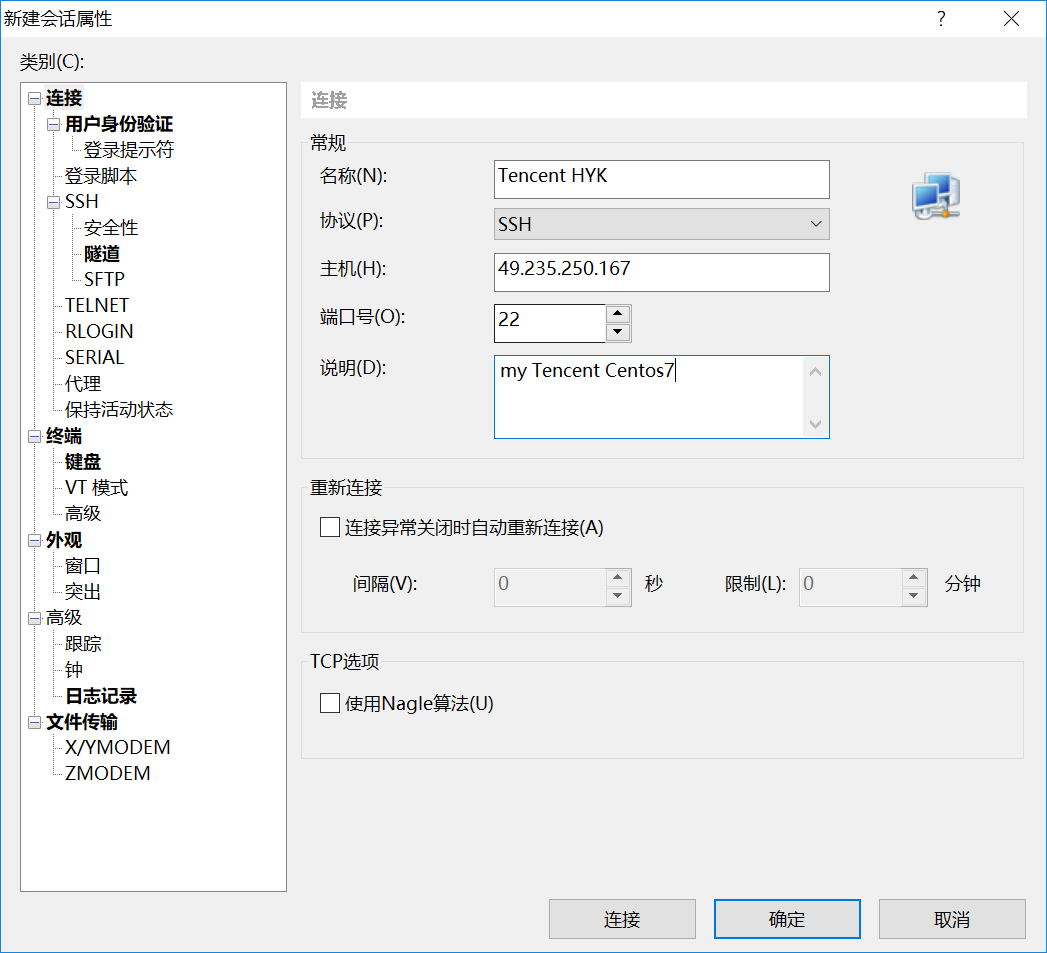 新建会话属性
?
类别(C):
连接
用户身份验证
登录提示符
登录脚本
SSH
安全性
隧道
SFTP
TELNET
RLOGIN
SERIAL
代理
保持活动状态
终端
键盘
VT 模式
高级
外观
窗口
突出
高级
跟踪
钟
日志记录
文件传输
X/YMODEM
ZMODEM
连接
常规
名称(N): Tencent HYK
协议(P): SSH
主机(H): 49.235.250.167
端口号(O): 22
说明(D): my Tencent Centos7
重新连接
连接异常关闭时自动重新连接(A)
间隔(V): 0 秒 限制(L): 0 分钟
TCP选项
使用Nagle算法(U)
连接 确定 取消